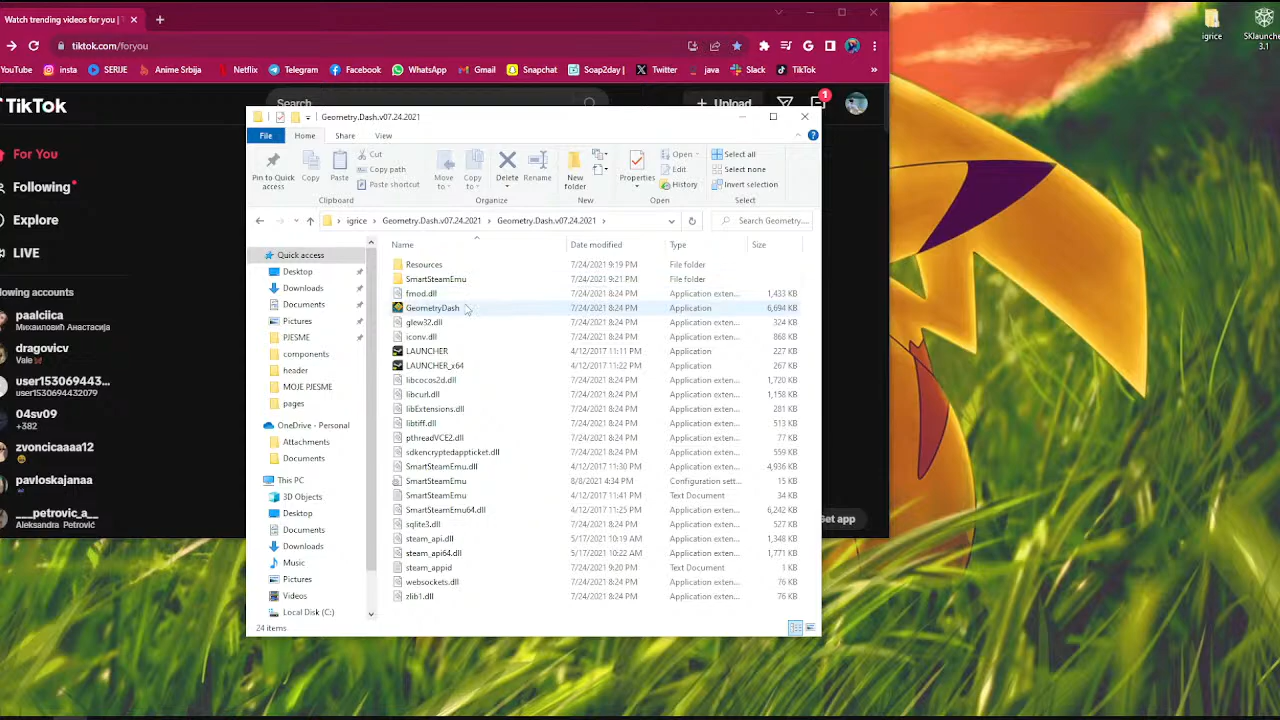 Watch trending videos for you | T
tiktok.com/foryou
YouTube insta SERIJE Anime Srbija Netflix Telegram Facebook WhatsApp Gmail Snapchat Soap2day | Twitter java Slack TikTok »
igrice
SKlaunche
3.1
TikTok
Search
Upload
1
For You
Following
Explore
LIVE
owing accounts
paalciica
Михаиловић Анастасија
dragovicv
Vale
user153069443...
user1530694432079
04sv09
+382
zvoncicaaaa12
pavloskajanaa
___petrovic_a__
Aleksandra Petrović
Get app
Geometry.Dash.v07.24.2021
File Home Share View
Pin to Quick access
Copy
Paste
Cut
Copy path
Paste shortcut
Move to
Copy to
Delete
Rename
New folder
Properties
Open
Edit
History
Select all
Select none
Invert selection
Clipboard Organize New Open Select
igrice Geometry.Dash.v07.24.2021 Geometry.Dash.v07.24.2021
Search Geometry....
Quick access
Desktop
Downloads
Documents
Pictures
PJESME
components
header
MOJE PJESME
pages
OneDrive - Personal
Attachments
Documents
This PC
3D Objects
Desktop
Documents
Downloads
Music
Pictures
Videos
Local Disk (C:)
Name Date modified Type Size
Resources 7/24/2021 9:19 PM File folder
SmartSteamEmu 7/24/2021 9:21 PM File folder
fmod.dll 7/24/2021 8:24 PM Application exten... 1,433 KB
GeometryDash 7/24/2021 8:24 PM Application 6,694 KB
glew32.dll 7/24/2021 8:24 PM Application exten... 324 KB
iconv.dll 7/24/2021 8:24 PM Application exten... 868 KB
LAUNCHER 4/12/2017 11:11 PM Application 227 KB
LAUNCHER_x64 4/12/2017 11:22 PM Application 267 KB
libcocos2d.dll 7/24/2021 8:24 PM Application exten... 1,720 KB
libcurl.dll 7/24/2021 8:24 PM Application exten... 1,158 KB
libExtensions.dll 7/24/2021 8:24 PM Application exten... 281 KB
libtiff.dll 7/24/2021 8:24 PM Application exten... 513 KB
pthreadVCE2.dll 7/24/2021 8:24 PM Application exten... 77 KB
sdkencryptedappticket.dll 7/24/2021 8:24 PM Application exten... 559 KB
SmartSteamEmu.dll 4/12/2017 11:30 PM Application exten... 4,936 KB
SmartSteamEmu 8/8/2021 4:34 PM Configuration sett... 15 KB
SmartSteamEmu 4/12/2017 11:41 PM Text Document 34 KB
SmartSteamEmu64.dll 4/12/2017 11:25 PM Application exten... 6,242 KB
sqlite3.dll 7/24/2021 8:24 PM Application exten... 527 KB
steam_api.dll 5/17/2021 10:19 AM Application exten... 1,348 KB
steam_api64.dll 5/17/2021 10:22 AM Application exten... 1,771 KB
steam_appid 7/24/2021 9:20 PM Text Document 1 KB
websockets.dll 7/24/2021 8:24 PM Application exten... 76 KB
zlib1.dll 7/24/2021 8:24 PM Application exten... 76 KB
24 items